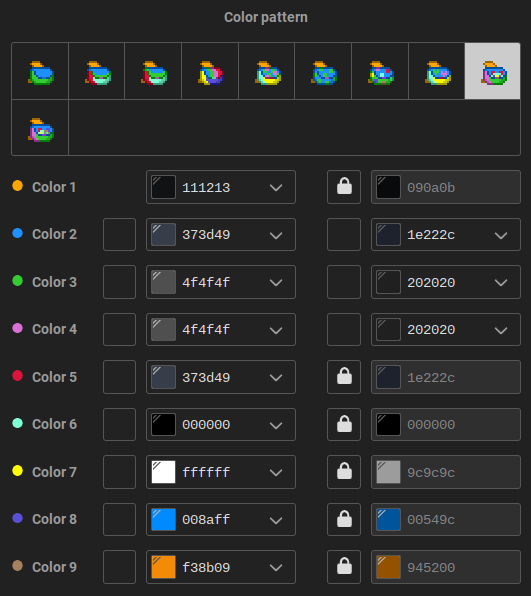 Color pattern
Color 1 111213 090a0b
Color 2 373d49 1e222c
Color 3 4f4f4f 202020
Color 4 4f4f4f 202020
Color 5 373d49 1e222c
Color 6 000000 000000
Color 7 ffffff 9c9c9c
Color 8 008aff 00549c
Color 9 f38b09 945200